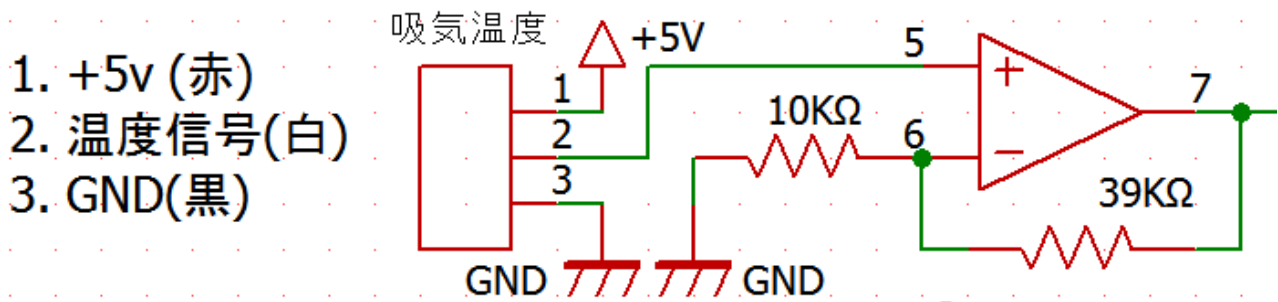 吸気温度
+5V
1. +5v (赤)
2. 温度信号(白)
3. GND(黒)
1
2
3
5
6
7
10KΩ
39KΩ
GND
GND